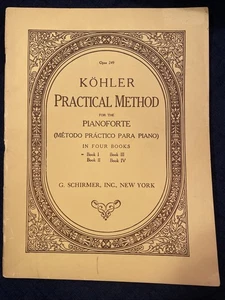 Opus 249
KÖHLER
PRACTICAL METHOD
FOR THE
PIANOFORTE
(MÉTODO PRÁCTICO PARA PIANO)
IN FOUR BOOKS
Book I Book III
Book II Book IV
G. SCHIRMER, INC., NEW YORK